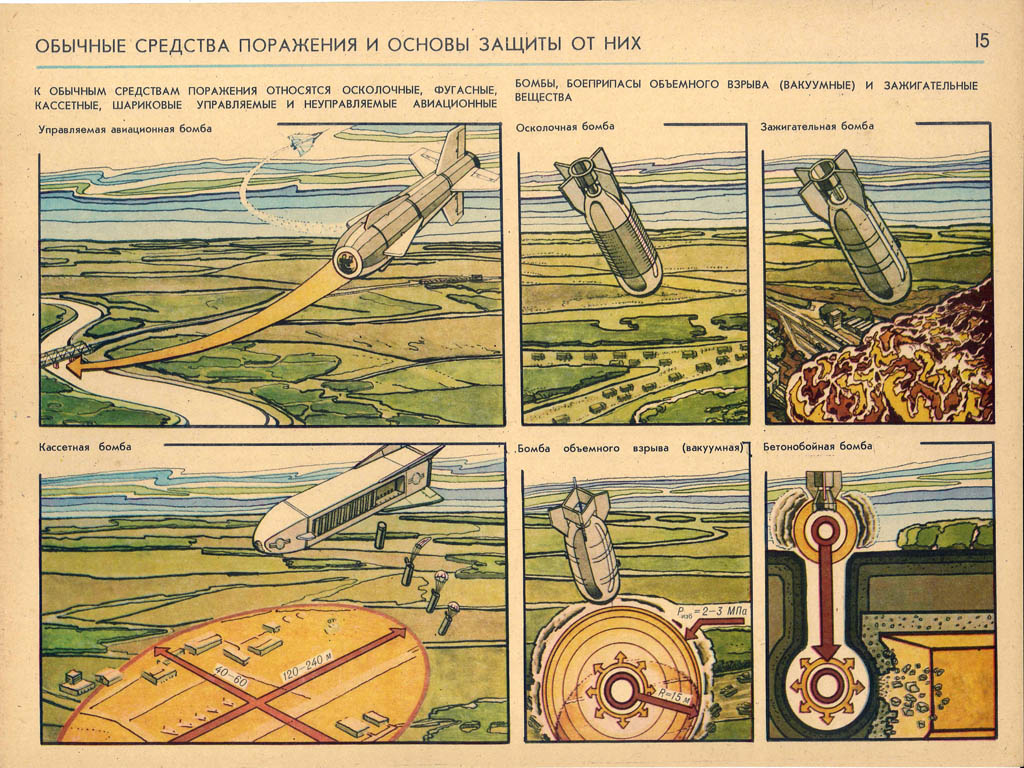 ОБЫЧНЫЕ СРЕДСТВА ПОРАЖЕНИЯ И ОСНОВЫ ЗАЩИТЫ ОТ НИХ
15
К ОБЫЧНЫМ СРЕДСТВАМ ПОРАЖЕНИЯ ОТНОСЯТСЯ ОСКОЛОЧНЫЕ, ФУГАСНЫЕ,
КАССЕТНЫЕ, ШАРИКОВЫЕ УПРАВЛЯЕМЫЕ И НЕУПРАВЛЯЕМЫЕ АВИАЦИОННЫЕ
БОМБЫ, БОЕПРИПАСЫ ОБЪЕМНОГО ВЗРЫВА (ВАКУУМНЫЕ) И ЗАЖИГАТЕЛЬНЫЕ
ВЕЩЕСТВА
Управляемая авиационная бомба
Осколочная бомба
Зажигательная бомба
Кассетная бомба
40-60
120-240 м
Бомба объемного взрыва (вакуумная)
Pизб=2-3 МПа
R=15 м
Бетонобойная бомба